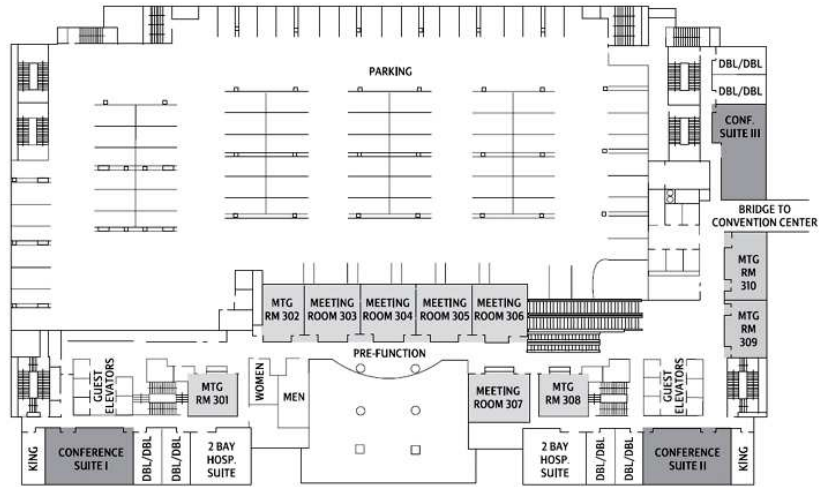 PARKING
DBL/DBL
DBL/DBL
CONF.
SUITE III
BRIDGE TO
CONVENTION CENTER
MTG
RM
310
MTG
RM
309
MTG
RM 302
MEETING
ROOM 303
MEETING
ROOM 304
MEETING
ROOM 305
MEETING
ROOM 306
PRE-FUNCTION
GUEST
ELEVATORS
MTG
RM 301
WOMEN
MEN
MEETING
ROOM 307
MTG
RM 308
GUEST
ELEVATORS
KING
CONFERENCE
SUITE I
DBL/DBL
DBL/DBL
2 BAY
HOSP.
SUITE
2 BAY
HOSP.
SUITE
DBL/DBL
DBL/DBL
CONFERENCE
SUITE II
KING